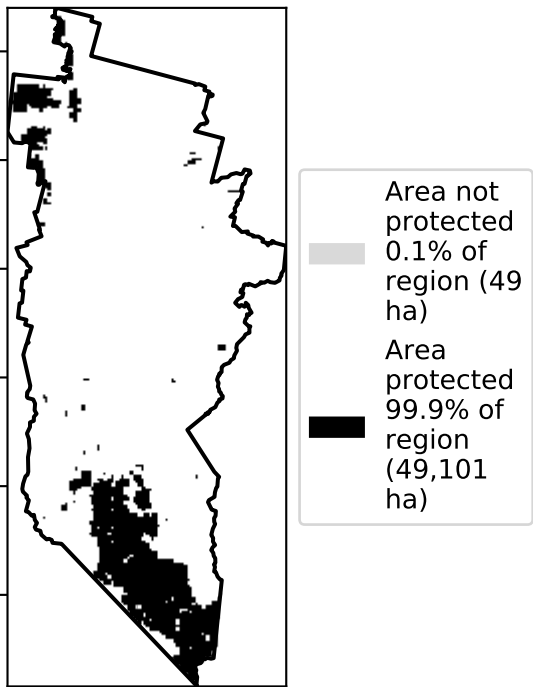 Area not
protected
0.1% of
region (49
ha)
Area
protected
99.9% of
region
(49,101
ha)